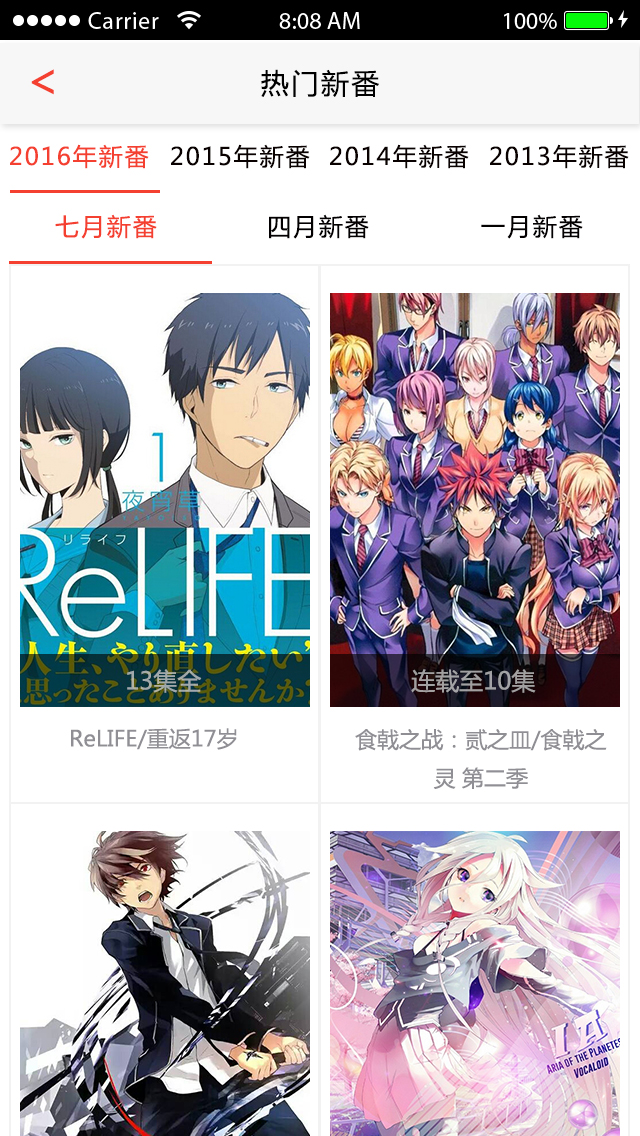 Carrier 8:08 AM 100%
< 热门新番
2016年新番 2015年新番 2014年新番 2013年新番
七月新番 四月新番 一月新番
1
夜宵草
リライフ
ReLIFE
人生、やり直したい
思ったことありませんか
13集全
连载至10集
ReLIFE/重返17岁
食戟之战：贰之皿/食戟之
灵 第二季
IA
ARIA OF THE PLANETES
VOCALOID